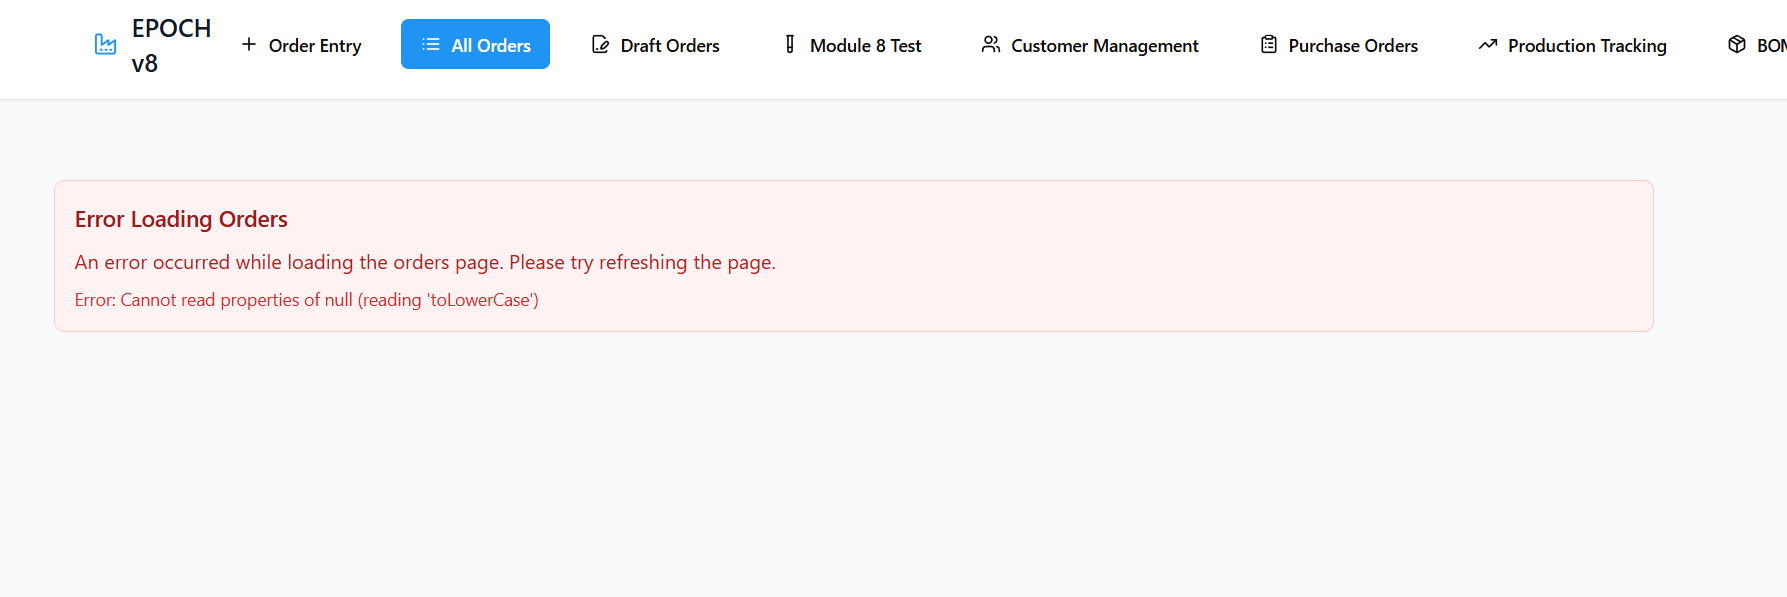 EPOCH
v8
Order Entry
All Orders
Draft Orders
Module 8 Test
Customer Management
Purchase Orders
Production Tracking
Error Loading Orders
An error occurred while loading the orders page. Please try refreshing the page.
Error: Cannot read properties of null (reading 'toLowerCase')